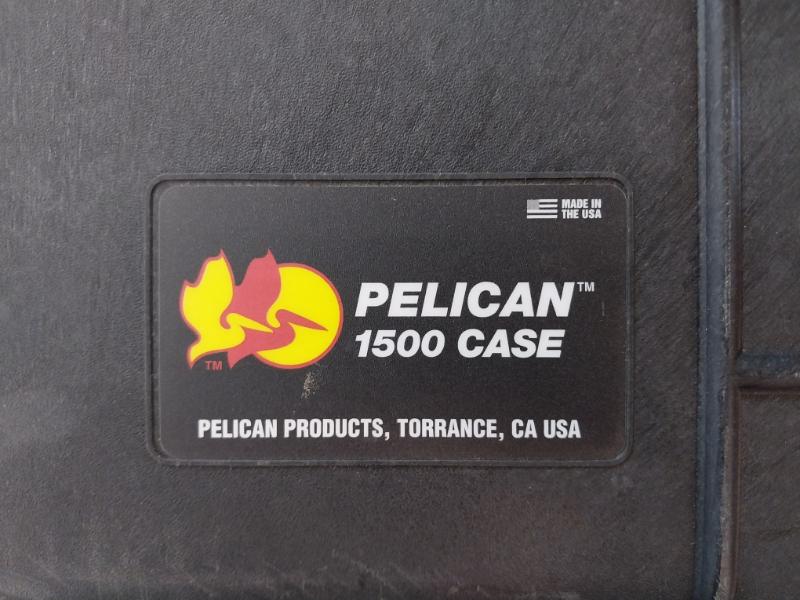 MADE IN
THE USA
PELICAN™
1500 CASE
TM
PELICAN PRODUCTS, TORRANCE, CA USA